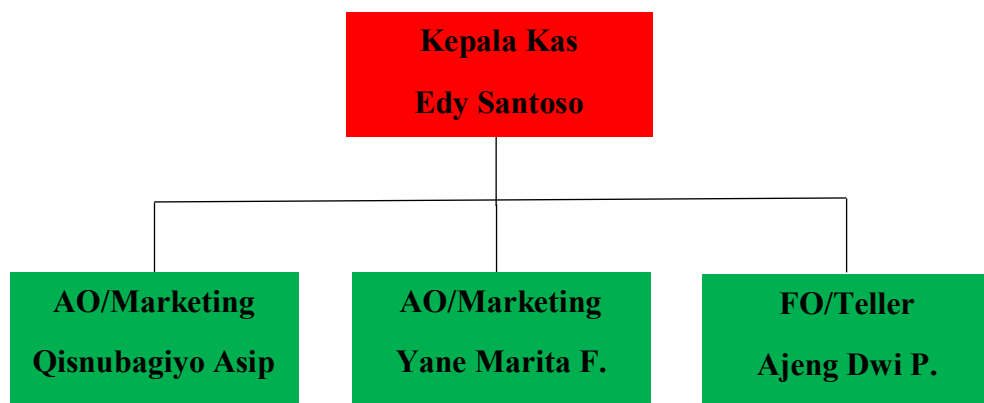 Kepala Kas
Edy Santoso
AO/Marketing
Qisnubagiyo Asip
AO/Marketing
Yane Marita F.
FO/Teller
Ajeng Dwi P.